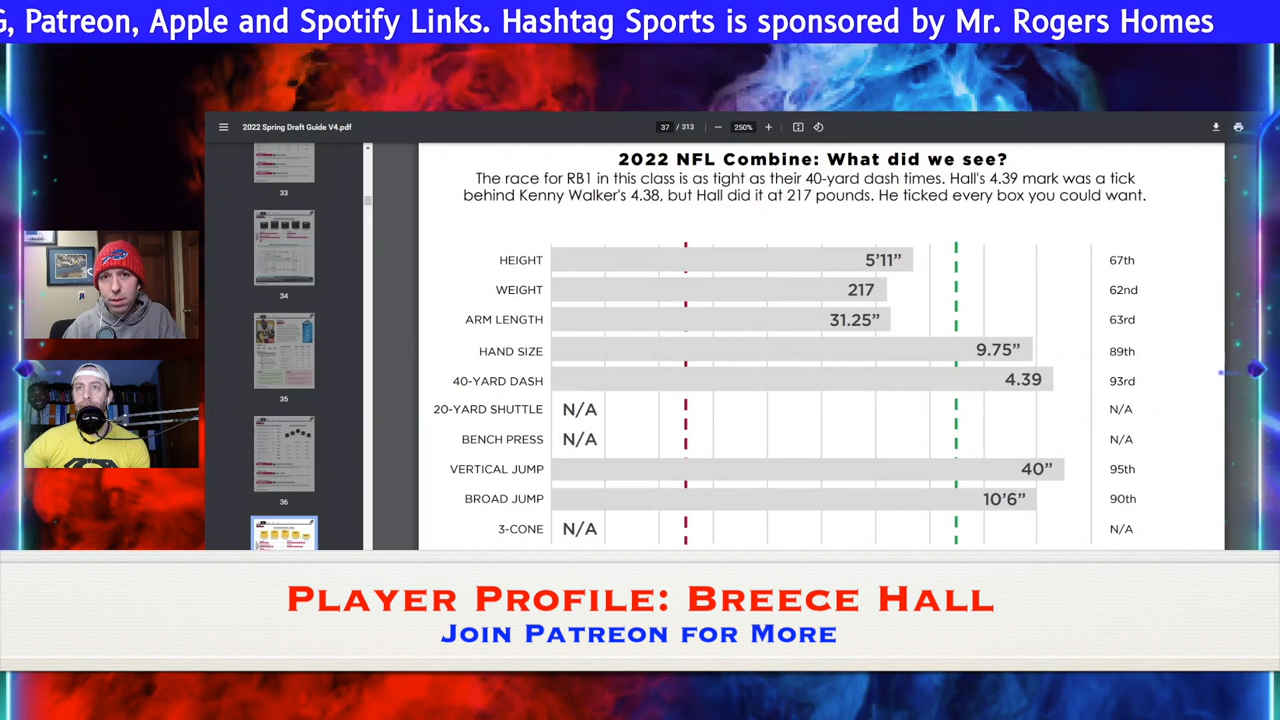 G, Patreon, Apple and Spotify Links. Hashtag Sports is sponsored by Mr. Rogers Homes
2022 Spring Draft Guide V4.pdf
37 / 313
250%
33
34
35
36
2022 NFL Combine: What did we see?
The race for RB1 in this class is as tight as their 40-yard dash times. Hall's 4.39 mark was a tick
behind Kenny Walker's 4.38, but Hall did it at 217 pounds. He ticked every box you could want.
HEIGHT 5'11” 67th
WEIGHT 217 62nd
ARM LENGTH 31.25” 63rd
HAND SIZE 9.75” 89th
40-YARD DASH 4.39 93rd
20-YARD SHUTTLE N/A N/A
BENCH PRESS N/A N/A
VERTICAL JUMP 40” 95th
BROAD JUMP 10'6” 90th
3-CONE N/A N/A
Player Profile: Breece Hall
Join Patreon for More